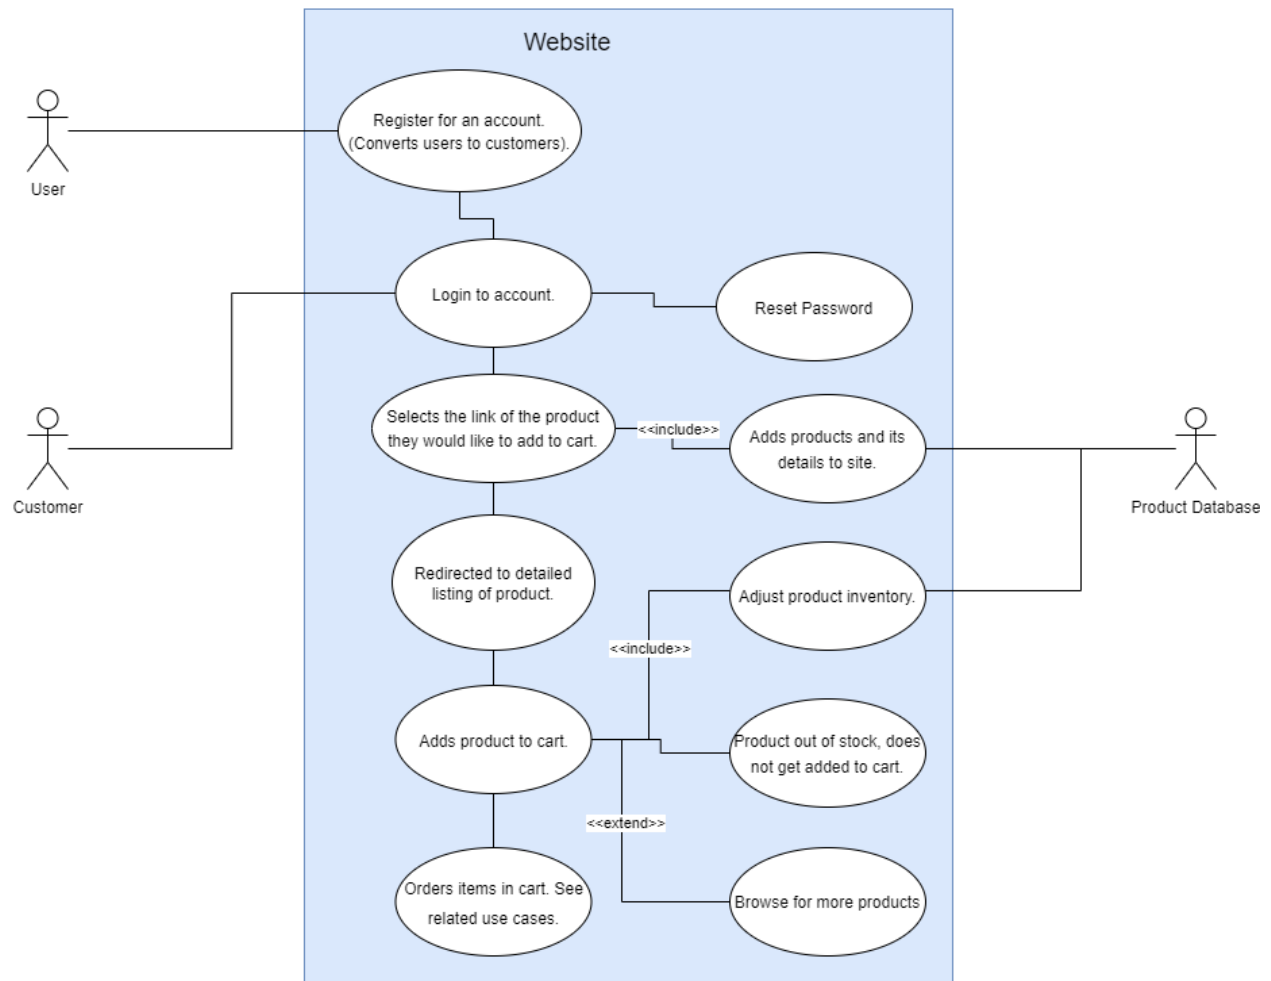 Website
Register for an account.
(Converts users to customers).
User
Login to account.
Reset Password
Selects the link of the product
they would like to add to cart.
<<include>>
Adds products and its
details to site.
Customer
Product Database
Redirected to detailed
listing of product.
Adjust product inventory.
<<include>>
Adds product to cart.
Product out of stock, does
not get added to cart.
<<extend>>
Orders items in cart. See
related use cases.
Browse for more products